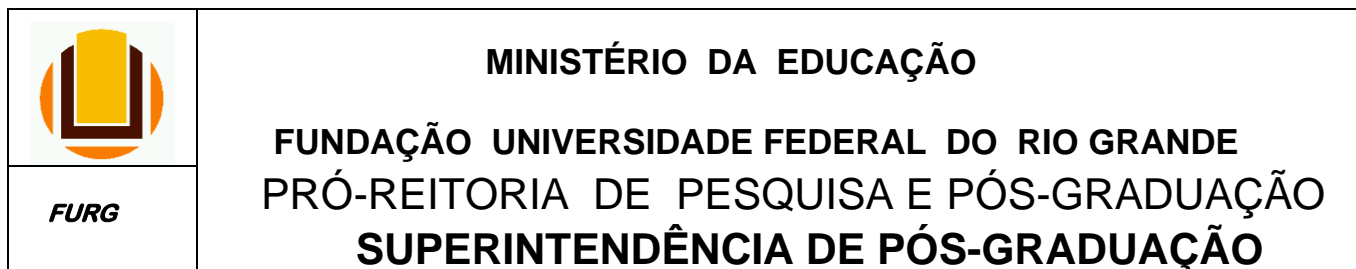 MINISTÉRIO DA EDUCAÇÃO
FUNDAÇÃO UNIVERSIDADE FEDERAL DO RIO GRANDE
PRÓ-REITORIA DE PESQUISA E PÓS-GRADUAÇÃO
FURG
SUPERINTENDÊNCIA DE PÓS-GRADUAÇÃO